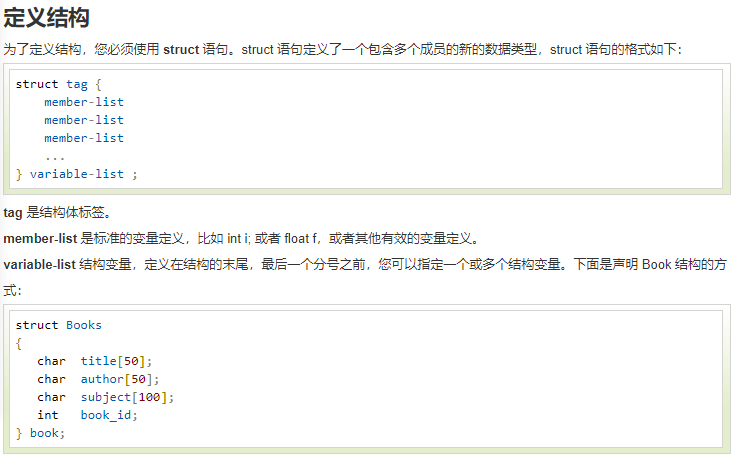 定义结构
为了定义结构，您必须使用 struct 语句。struct 语句定义了一个包含多个成员的新的数据类型，struct 语句的格式如下：
struct tag {
    member-list
    member-list
    member-list
    ...
} variable-list ;
tag 是结构体标签。
member-list 是标准的变量定义，比如 int i; 或者 float f，或者其他有效的变量定义。
variable-list 结构变量，定义在结构的末尾，最后一个分号之前，您可以指定一个或多个结构变量。下面是声明 Book 结构的方
式：
struct Books
{
   char  title[50];
   char  author[50];
   char  subject[100];
   int   book_id;
} book;